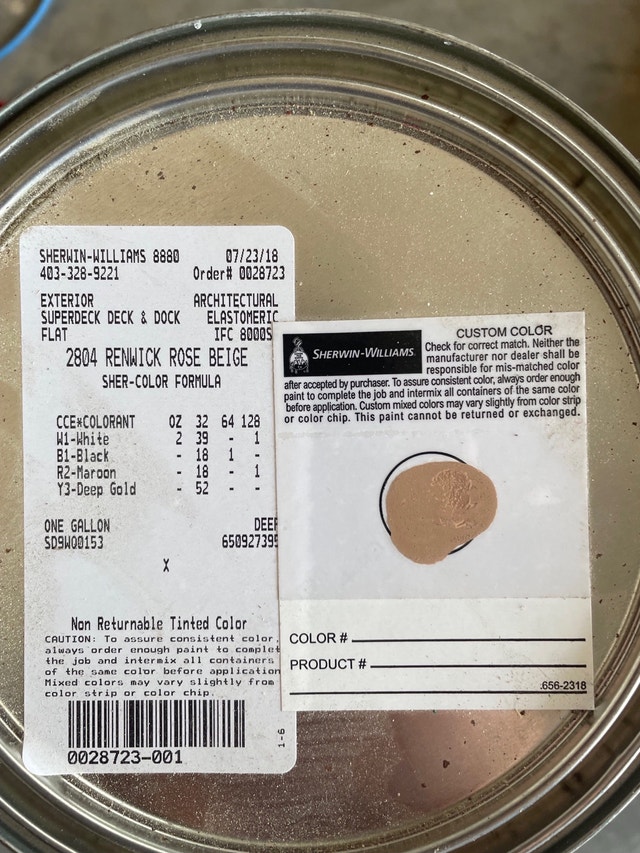 SHERWIN-WILLIAMS 8880 07/23/18
403-328-9221 Order# 0028723
EXTERIOR ARCHITECTURAL
SUPERDECK DECK & DOCK ELASTOMERIC
FLAT IFC 8000S
2804 RENWICK ROSE BEIGE
SHER-COLOR FORMULA
CCE*COLORANT OZ 32 64 128
W1-White 2 39 - 1
B1-Black - 18 1 -
R2-Maroon - 18 - 1
Y3-Deep Gold - 52 - -
ONE GALLON DEEP
SD9W00153 650927395
X
Non Returnable Tinted Color
CAUTION: To assure consistent color,
always order enough paint to complet
the job and intermix all containers
of the same color before application
Mixed colors may vary slightly from
color strip or color chip.
0028723-001
1-6
SHERWIN-WILLIAMS.
CUSTOM COLOR
Check for correct match. Neither the
manufacturer nor dealer shall be
responsible for mis-matched color
after accepted by purchaser. To assure consistent color, always order enough
paint to complete the job and intermix all containers of the same color
before application. Custom mixed colors may vary slightly from color strip
or color chip. This paint cannot be returned or exchanged.
COLOR #
PRODUCT #
.656-2318